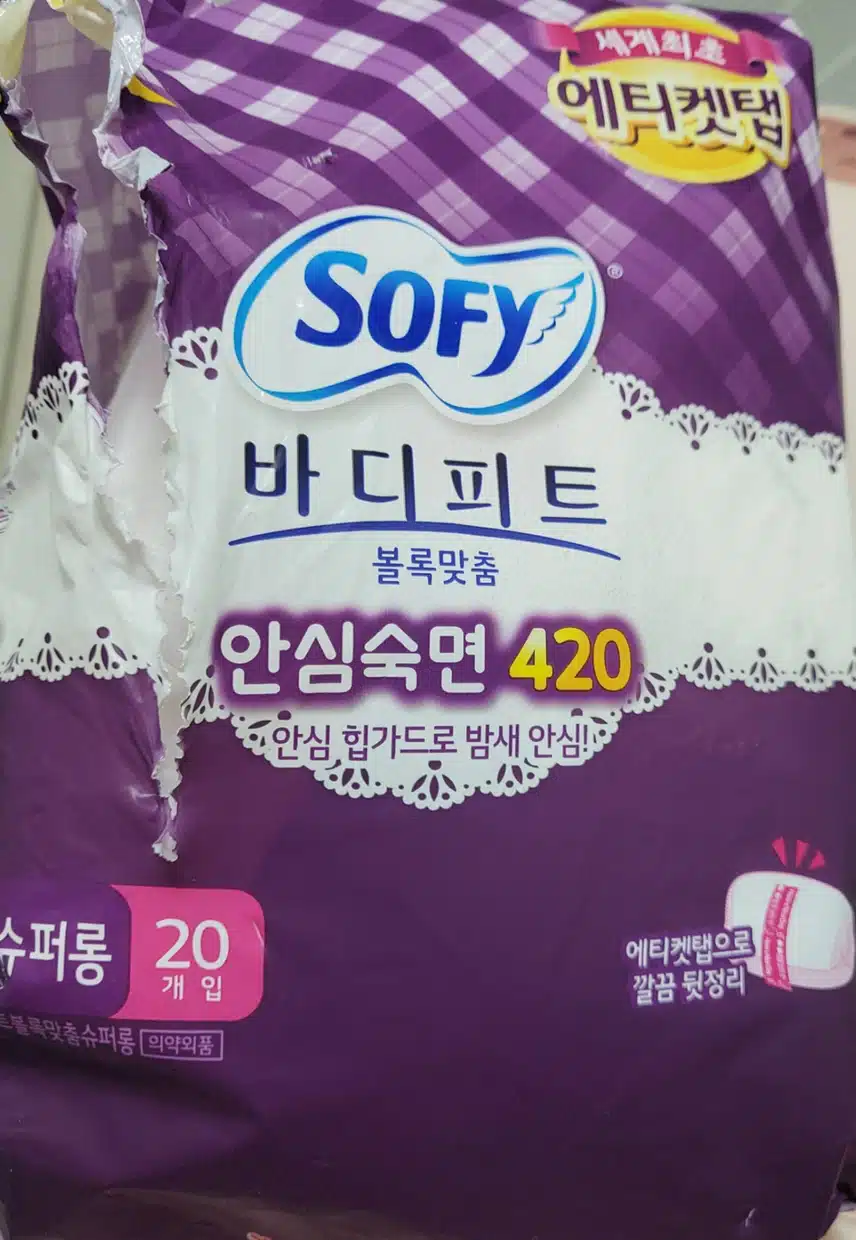 세계최초
에티켓탭
SOFY®
바디피트
볼록맞춤
안심숙면 420
안심 힙가드로 밤새 안심!
슈퍼롱
20
개입
에티켓탭으로
깔끔 뒷정리
트볼록맞춤슈퍼롱 의약외품